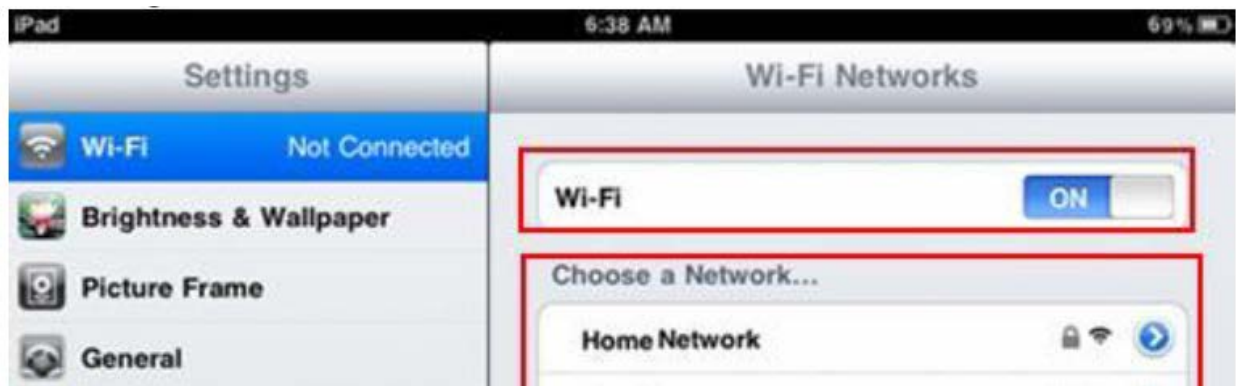 iPad 6:38 AM 69%
Settings
Wi-Fi Networks
Wi-Fi Not Connected
Wi-Fi ON
Brightness & Wallpaper
Choose a Network...
Picture Frame
Home Network
General